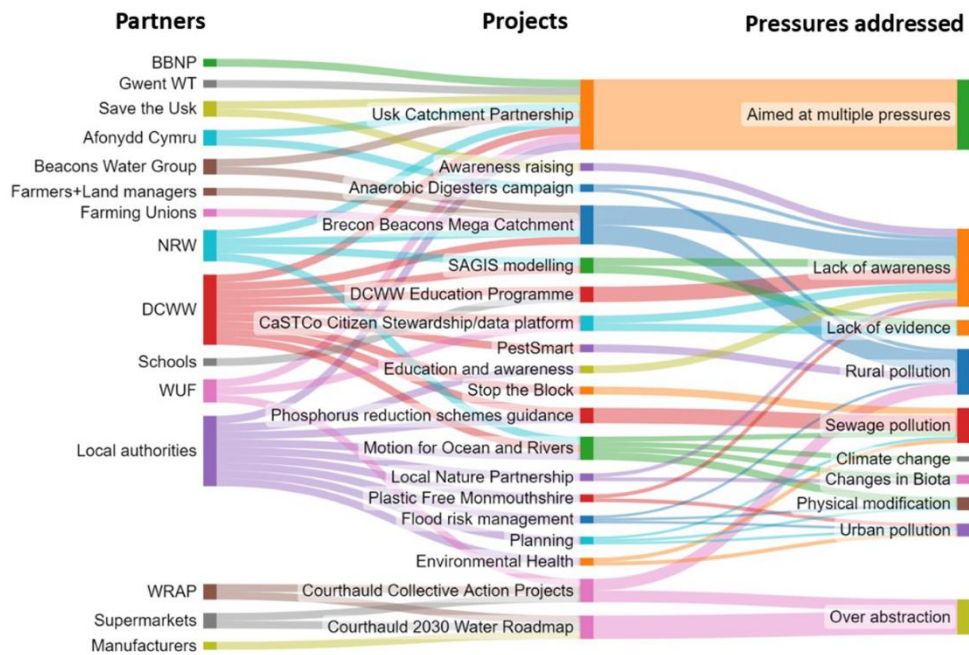 Partners
Projects
Pressures addressed
BBNP
Gwent WT
Save the Usk
Afonydd Cymru
Beacons Water Group
Farmers+Land managers
Farming Unions
NRW
DCWW
Schools
WUF
Local authorities
WRAP
Supermarkets
Manufacturers
Usk Catchment Partnership
Awareness raising
Anaerobic Digesters campaign
Brecon Beacons Mega Catchment
SAGIS modelling
DCWW Education Programme
CaSTCo Citizen Stewardship/data platform
PestSmart
Education and awareness
Stop the Block
Phosphorus reduction schemes guidance
Motion for Ocean and Rivers
Local Nature Partnership
Plastic Free Monmouthshire
Flood risk management
Planning
Environmental Health
Courthauld Collective Action Projects
Courthauld 2030 Water Roadmap
Aimed at multiple pressures
Lack of awareness
Lack of evidence
Rural pollution
Sewage pollution
Climate change
Changes in Biota
Physical modification
Urban pollution
Over abstraction